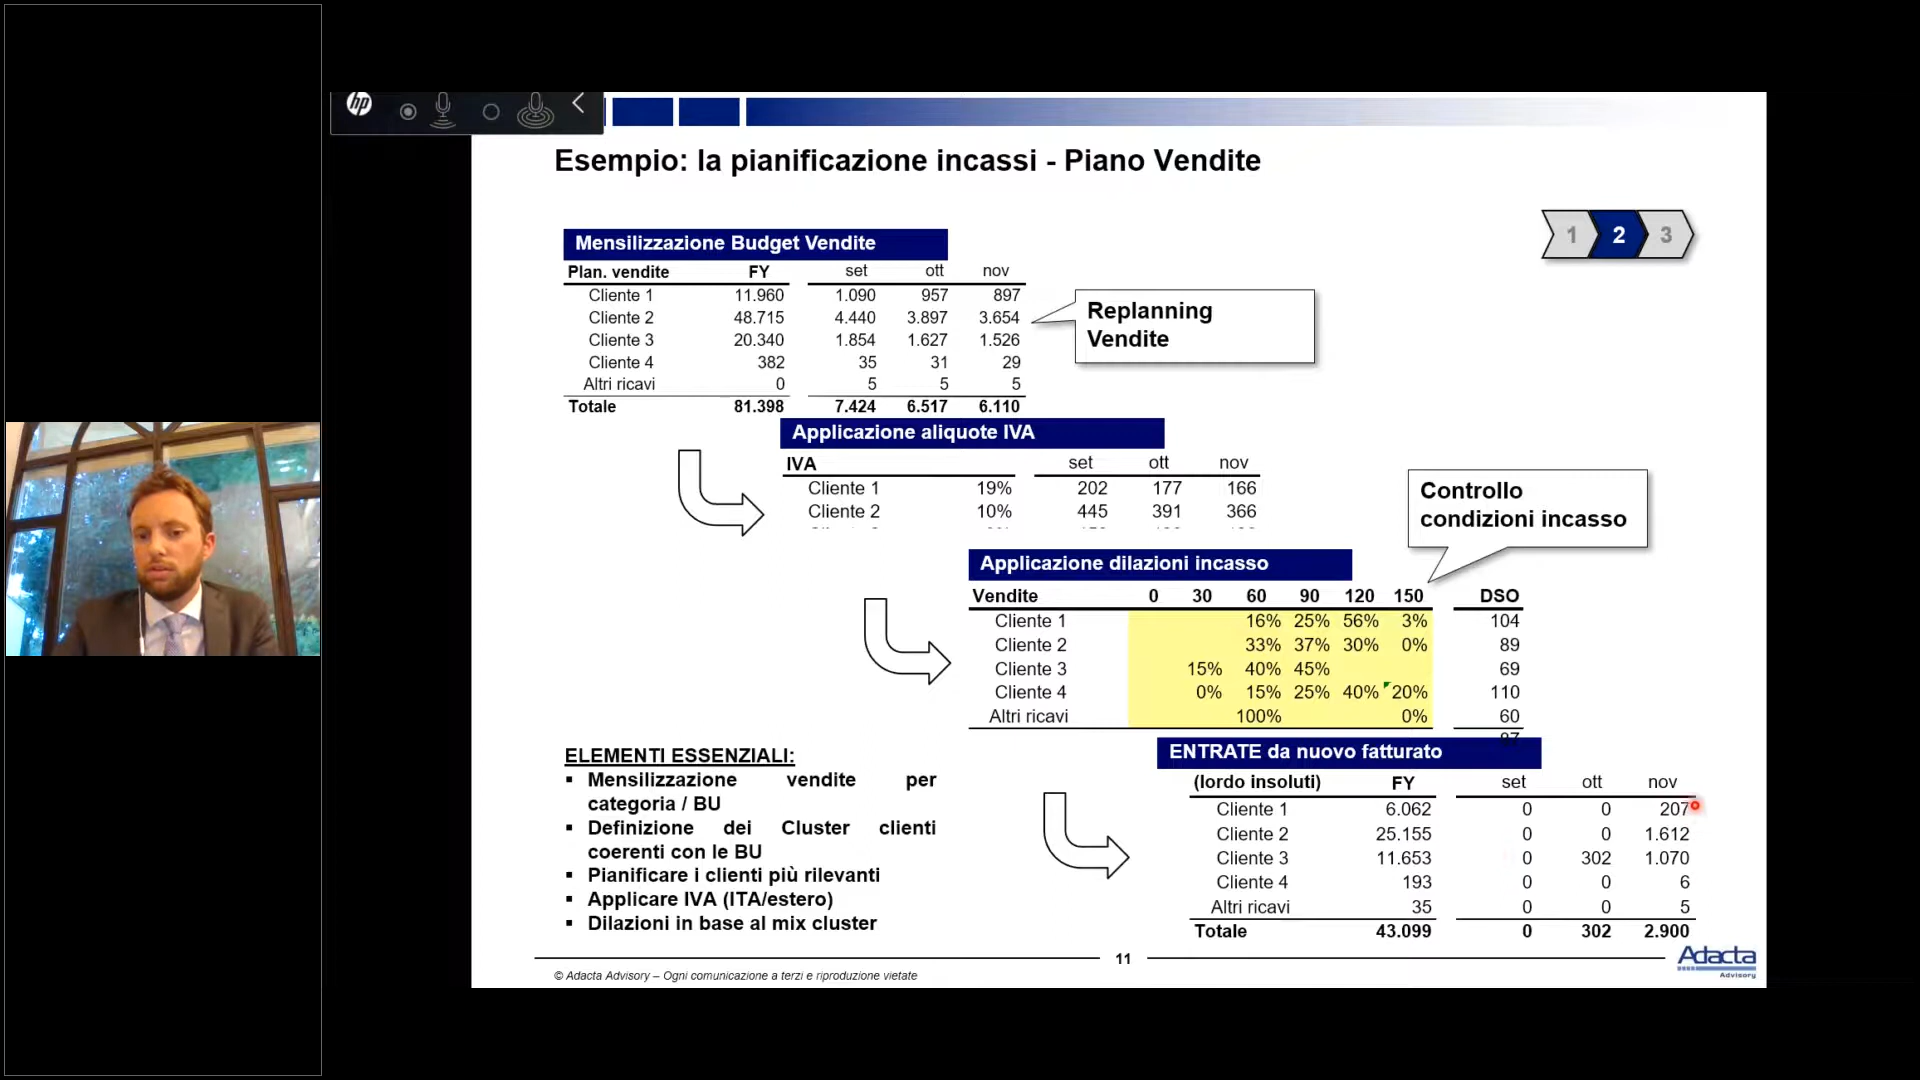 hp
Esempio: la pianificazione incassi - Piano Vendite
1 2 3
Mensilizzazione Budget Vendite
Plan. vendite FY set ott nov
Cliente 1 11.960 1.090 957 897
Cliente 2 48.715 4.440 3.897 3.654
Cliente 3 20.340 1.854 1.627 1.526
Cliente 4 382 35 31 29
Altri ricavi 0 5 5 5
Totale 81.398 7.424 6.517 6.110
Replanning
Vendite
Applicazione aliquote IVA
IVA set ott nov
Cliente 1 19% 202 177 166
Cliente 2 10% 445 391 366
Controllo
condizioni incasso
Applicazione dilazioni incasso
Vendite 0 30 60 90 120 150 DSO
Cliente 1 16% 25% 56% 3% 104
Cliente 2 33% 37% 30% 0% 89
Cliente 3 15% 40% 45% 69
Cliente 4 0% 15% 25% 40% 20% 110
Altri ricavi 100% 0% 60
ELEMENTI ESSENZIALI:
▪ Mensilizzazione vendite per
categoria / BU
▪ Definizione dei Cluster clienti
coerenti con le BU
▪ Pianificare i clienti più rilevanti
▪ Applicare IVA (ITA/estero)
▪ Dilazioni in base al mix cluster
ENTRATE da nuovo fatturato
(lordo insoluti) FY set ott nov
Cliente 1 6.062 0 0 207
Cliente 2 25.155 0 0 1.612
Cliente 3 11.653 0 302 1.070
Cliente 4 193 0 0 6
Altri ricavi 35 0 0 5
Totale 43.099 0 302 2.900
11
© Adacta Advisory – Ogni comunicazione a terzi e riproduzione vietate
Adacta
Advisory